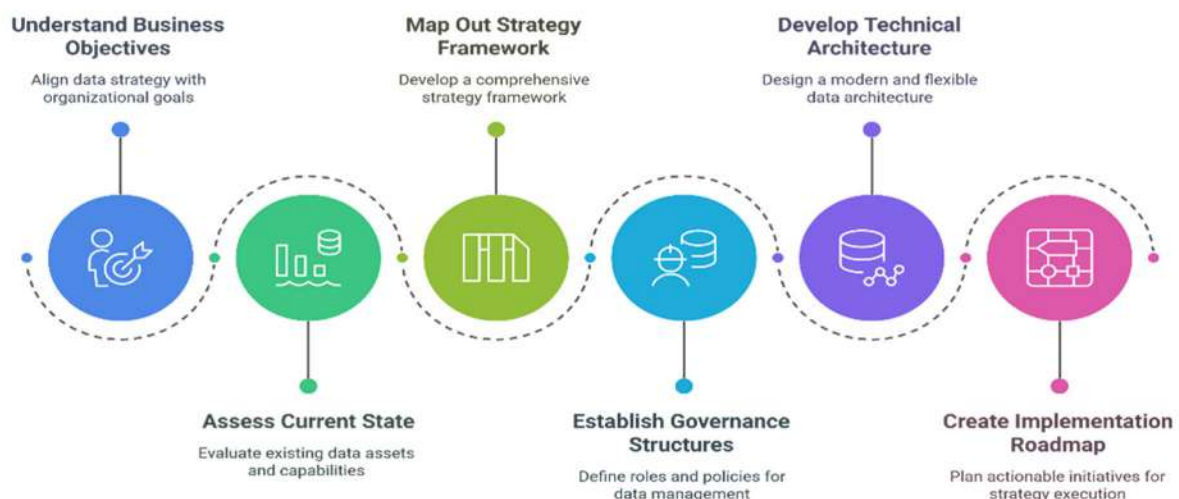 Understand Business
Objectives
Align data strategy with
organizational goals
Assess Current State
Evaluate existing data assets
and capabilities
Map Out Strategy
Framework
Develop a comprehensive
strategy framework
Establish Governance
Structures
Define roles and policies for
data management
Develop Technical
Architecture
Design a modern and flexible
data architecture
Create Implementation
Roadmap
Plan actionable initiatives for
strategy execution